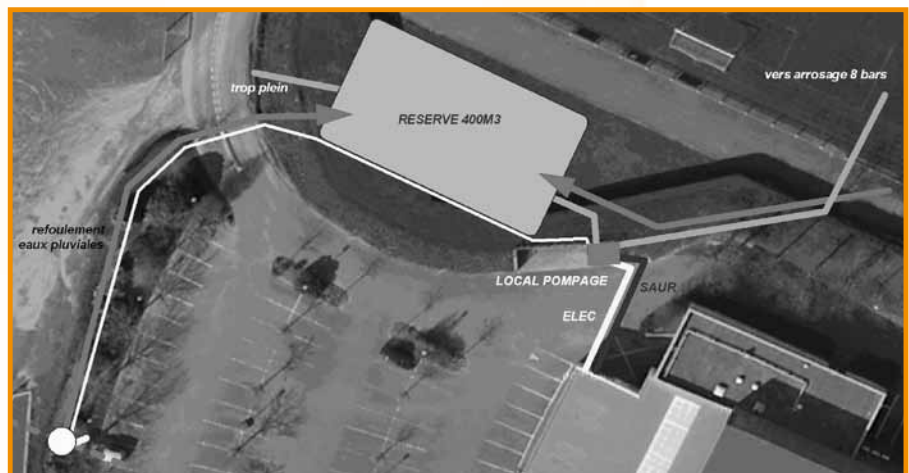 vers arrosage 8 bars
trop plein
RESERVE 400M3
refoulement
eaux pluviales
LOCAL POMPAGE
SAUR
ELEC